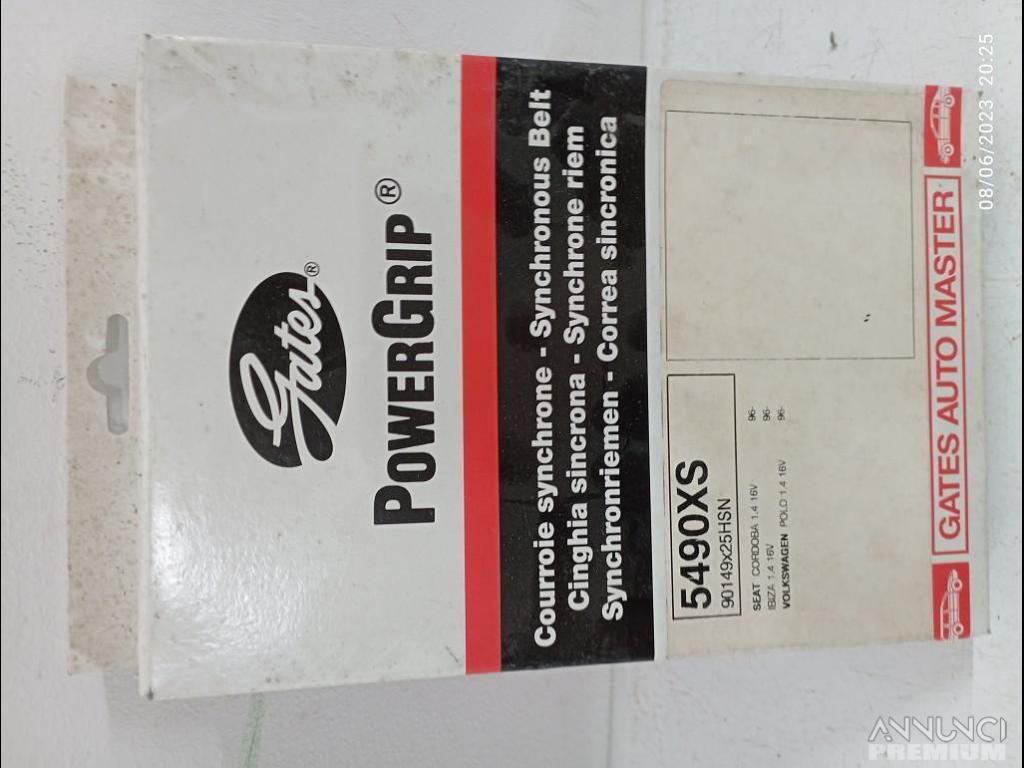 Gates®
POWERGRIP®
Courroie synchrone - Synchronous Belt
Cinghia sincrona - Synchrone riem
Synchronriemen - Correa sincronica
5490XS
90149x25HSN
SEAT CORDOBA 1.4 16V 96-
IBIZA 1.4 16V 96-
VOLKSWAGEN POLO 1.4 16V 96-
GATES AUTO MASTER
08/06/2023 20:25
ANNUNCI
PREMIUM